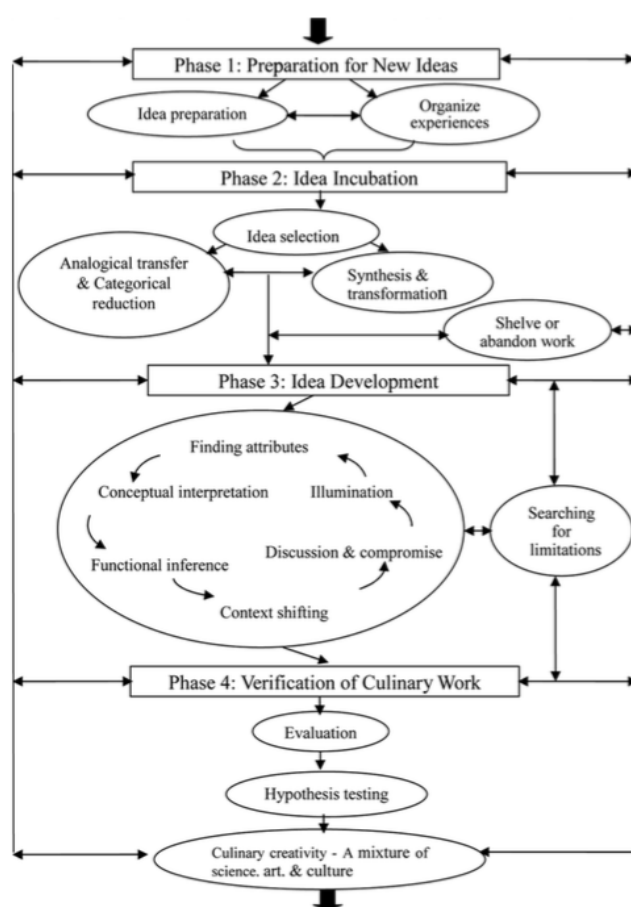 Phase 1: Preparation for New Ideas
Idea preparation
Organize
experiences
Phase 2: Idea Incubation
Idea selection
Analogical transfer
& Categorical
reduction
Synthesis &
transformation
Shelve or
abandon work
Phase 3: Idea Development
Finding attributes
Conceptual interpretation
Illumination
Functional inference
Discussion & compromise
Context shifting
Searching
for
limitations
Phase 4: Verification of Culinary Work
Evaluation
Hypothesis testing
Culinary creativity - A mixture of
science. art. & culture